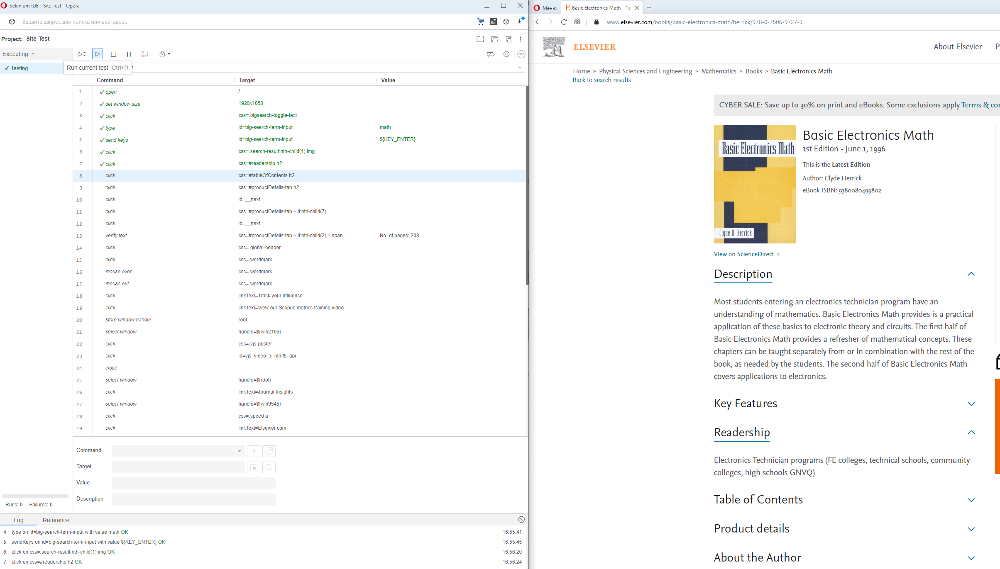 Selenium IDE - Site Test - Opera
Введите запрос для поиска или веб-адрес
Project: Site Test
Executing
Testing
Run current test Ctrl+R
Command Target Value
1 open /
2 set window size 1920x1050
3 click css=.bigsearch-toggle-text
4 type id=big-search-term-input math
5 send keys id=big-search-term-input ${KEY_ENTER}
6 click css=.search-result:nth-child(1) img
7 click css=#readership h2
8 click css=#tableOfContents h2
9 click css=#productDetails-tab h2
10 click id=__next
11 click css=#productDetails-tab > li:nth-child(7)
12 click id=__next
13 verify text css=#productDetails-tab > li:nth-child(2) > span No. of pages: 208
14 click css=.global-header
15 click css=.wordmark
16 mouse over css=.wordmark
17 mouse out css=.wordmark
18 click linkText=Track your influence
19 click linkText=View our Scopus metrics training video
20 store window handle root
21 select window handle=${win2106}
22 click css=.vjs-poster
23 click id=vjs_video_3_html5_api
24 close
25 select window handle=${root}
26 click linkText=Journal Insights
27 select window handle=${win9545}
28 click css=.speed a
29 click linkText=Elsevier.com
Command //
Target
Value
Description
Runs: 0 Failures: 0
Log Reference
4. type on id=big-search-term-input with value math OK 16:55:41
5. sendKeys on id=big-search-term-input with value ${KEY_ENTER} OK 16:55:45
6. click on css=.search-result:nth-child(1) img OK 16:56:20
7. click on css=#readership h2 OK 16:56:24
Меню
Basic Electronics Math - 1st
www.elsevier.com/books/basic-electronics-math/herrick/978-0-7506-9727-9
ELSEVIER
About Elsevier
Home > Physical Sciences and Engineering > Mathematics > Books > Basic Electronics Math
Back to search results
CYBER SALE: Save up to 30% on print and eBooks. Some exclusions apply Terms & con
Basic Electronics Math
Clyde N. Herrick
Basic Electronics Math
1st Edition - June 1, 1996
This is the Latest Edition
Author: Clyde Herrick
eBook ISBN: 9780080499802
View on ScienceDirect
Description
Most students entering an electronics technician program have an
understanding of mathematics. Basic Electronics Math provides is a practical
application of these basics to electronic theory and circuits. The first half of
Basic Electronics Math provides a refresher of mathematical concepts. These
chapters can be taught separately from or in combination with the rest of the
book, as needed by the students. The second half of Basic Electronics Math
covers applications to electronics.
Key Features
Readership
Electronics Technician programs (FE colleges, technical schools, community
colleges, high schools GNVQ)
Table of Contents
Product details
About the Author